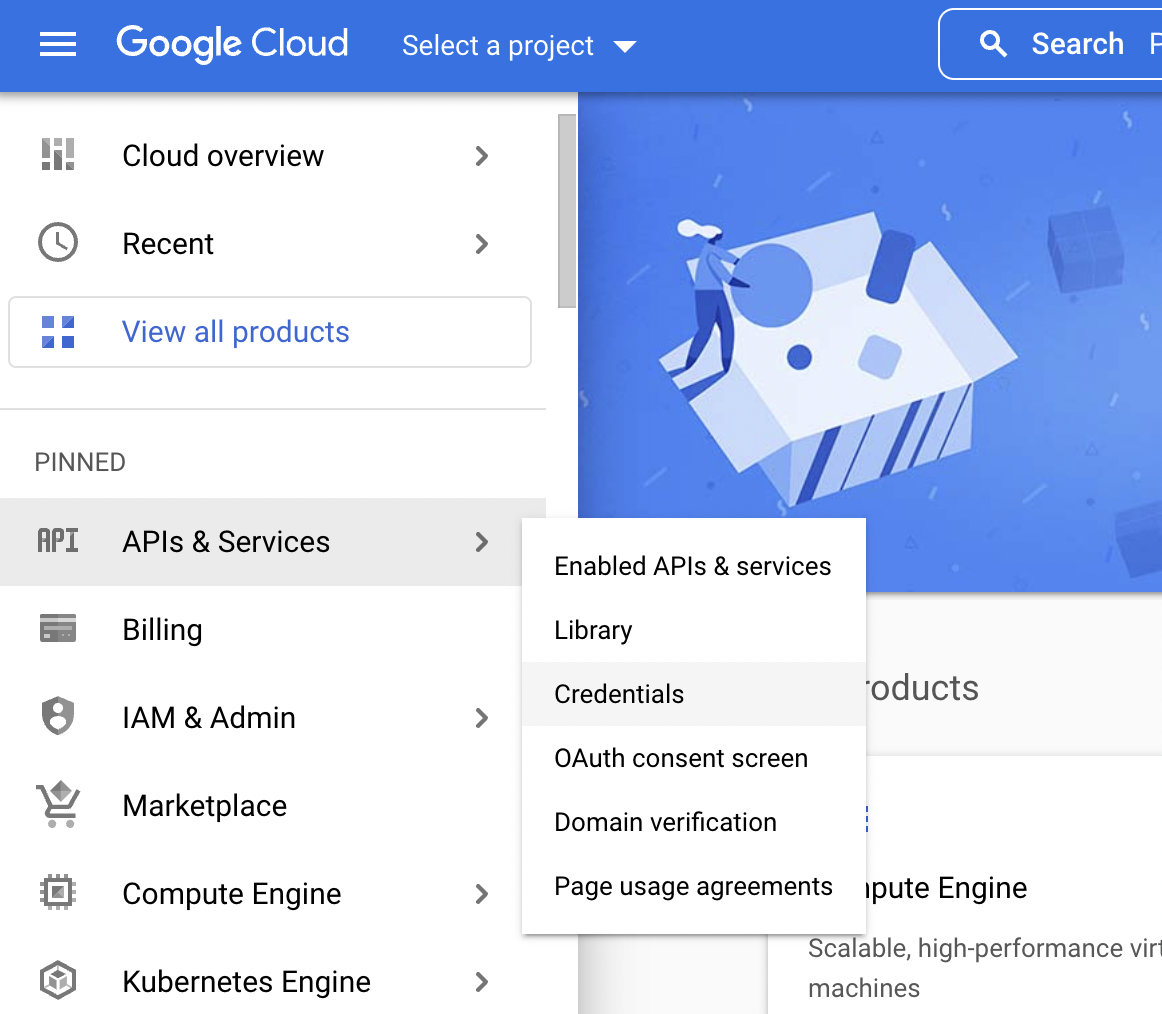 Google Cloud
Select a project
Search
Cloud overview
Recent
View all products
PINNED
API
APIs & Services
Billing
IAM & Admin
Marketplace
Compute Engine
Kubernetes Engine
Enabled APIs & services
Library
Credentials
OAuth consent screen
Domain verification
Page usage agreements
roducts
pute Engine
Scalable, high-performance virt
machines